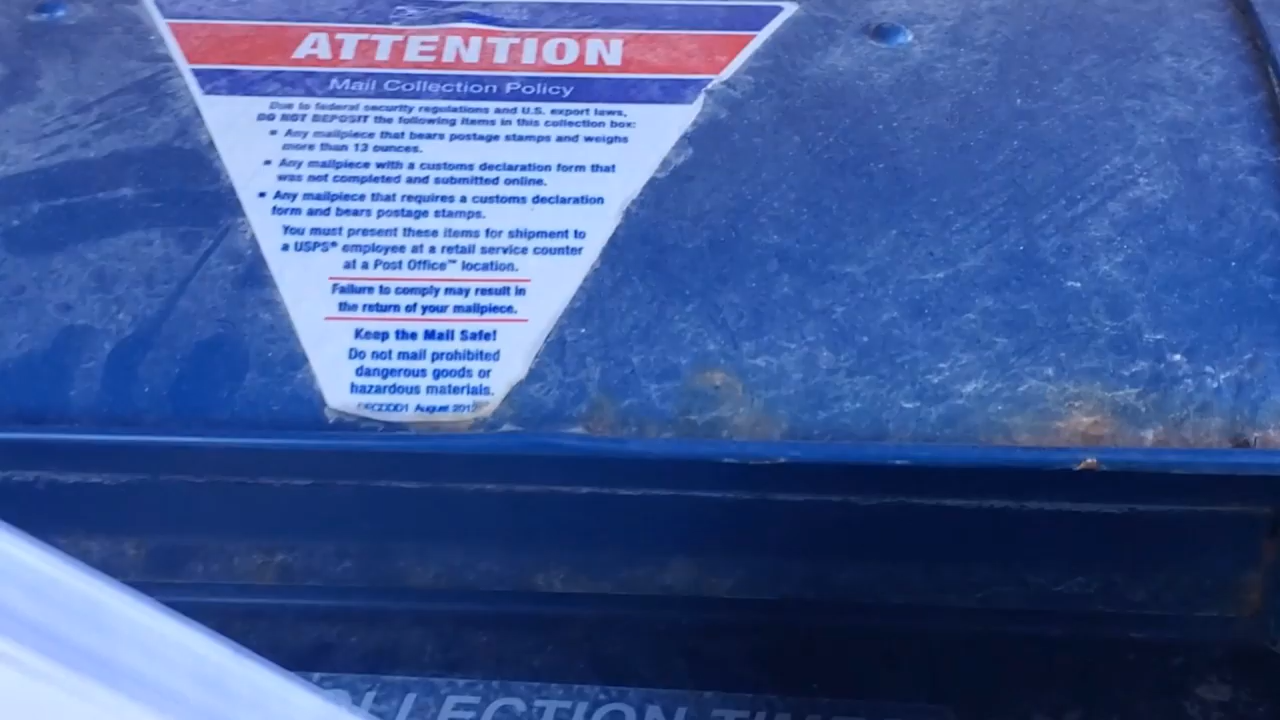 ATTENTION
Mail Collection Policy
Due to federal security regulations and U.S. export laws,
DO NOT DEPOSIT the following items in this collection box:
▪ Any mailpiece that bears postage stamps and weighs
more than 13 ounces.
▪ Any mailpiece with a customs declaration form that
was not completed and submitted online.
▪ Any mailpiece that requires a customs declaration
form and bears postage stamps.
You must present these items for shipment to
a USPS® employee at a retail service counter
at a Post Office™ location.
Failure to comply may result in
the return of your mailpiece.
Keep the Mail Safe!
Do not mail prohibited
dangerous goods or
hazardous materials.
August 2012
OLLECTION TIME